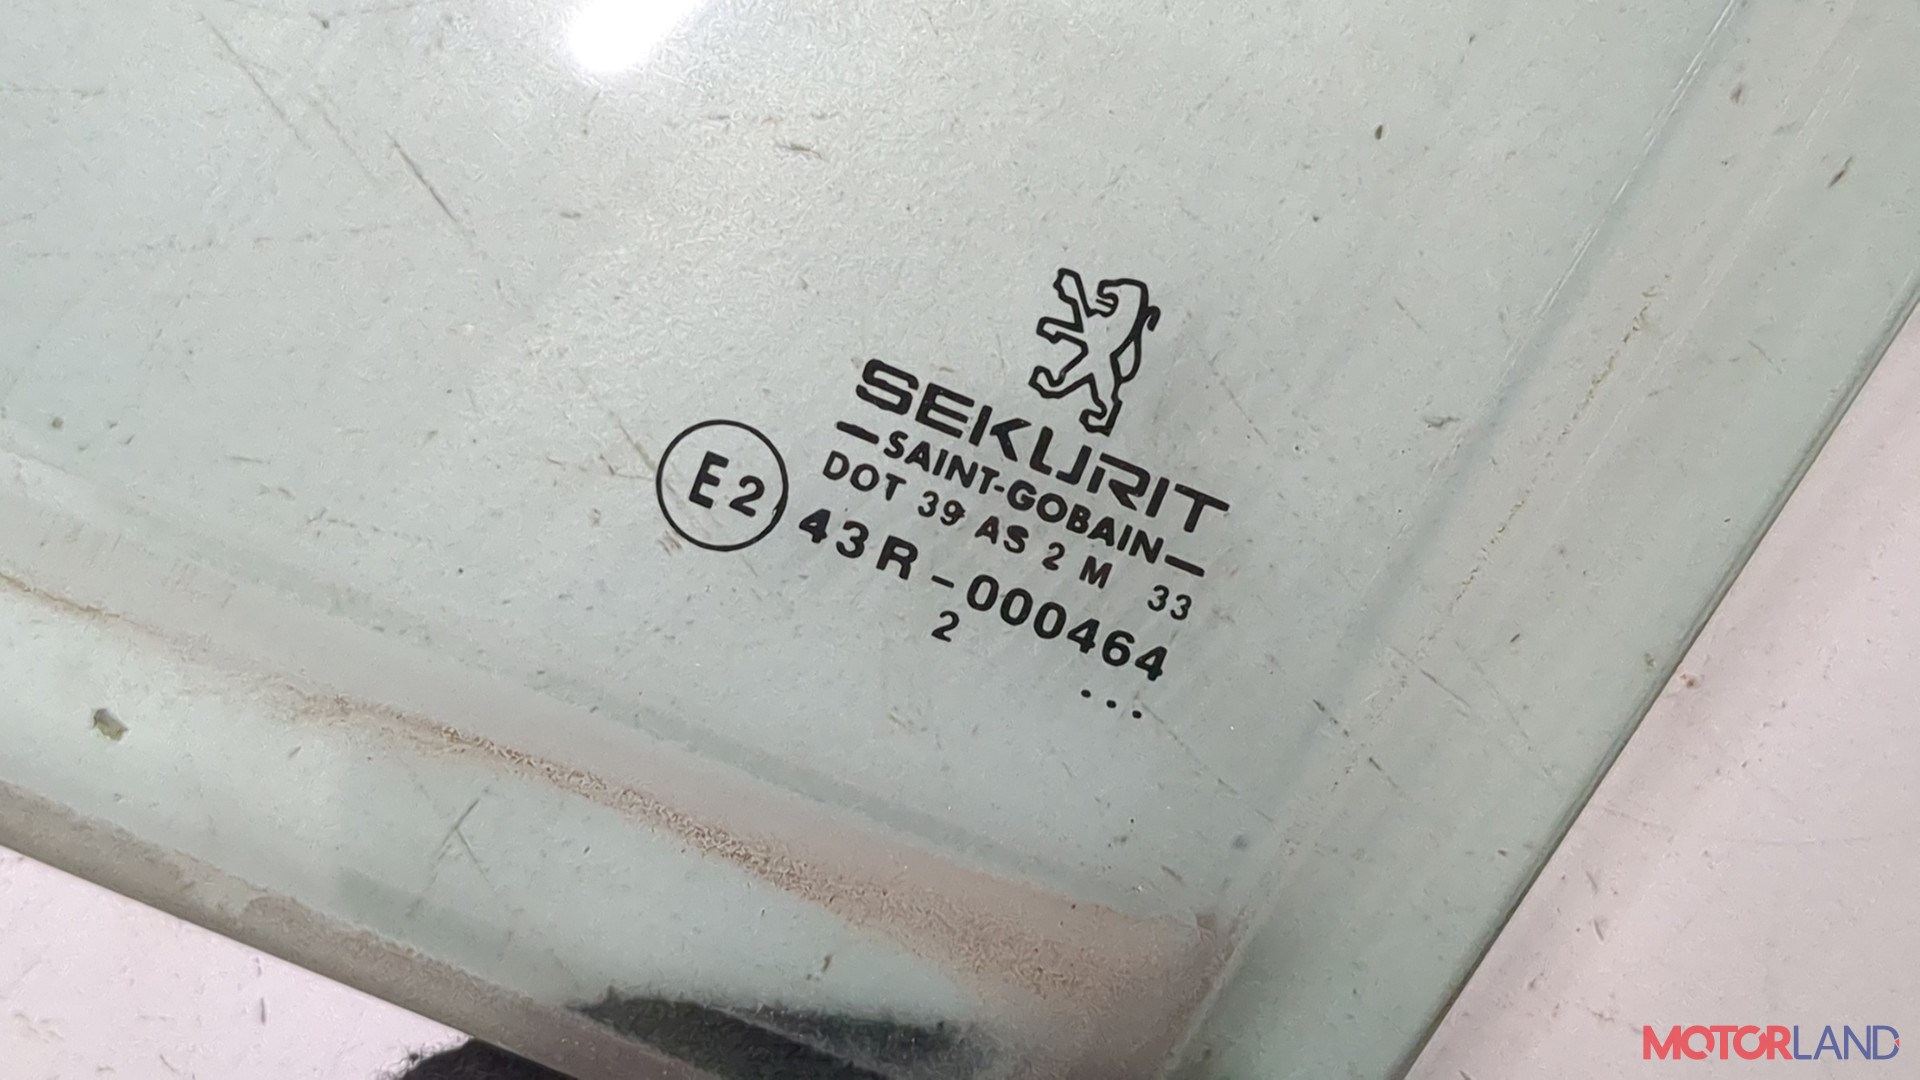 SEKURIT
—SAINT-GOBAIN—
DOT 39 AS 2 M 33
E2 43R-000464
2
...
MOTORLAND